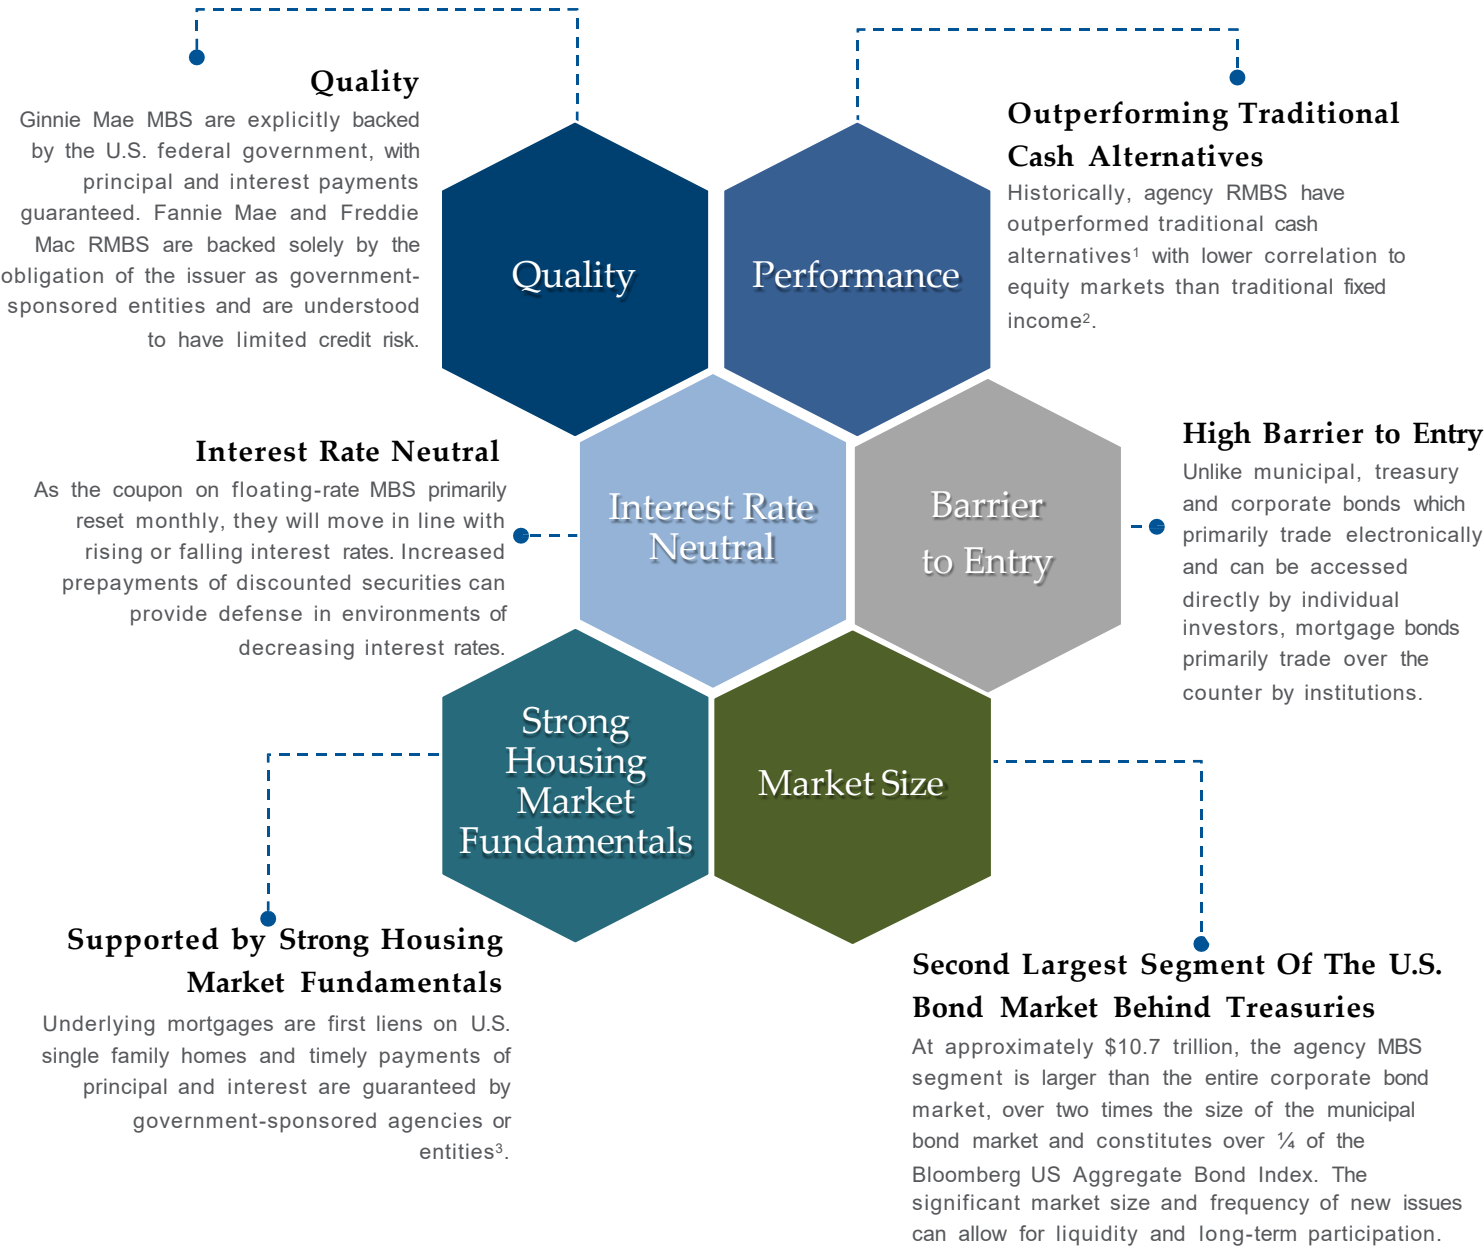 Quality
Ginnie Mae MBS are explicitly backed
by the U.S. federal government, with
principal and interest payments
guaranteed. Fannie Mae and Freddie
Mac RMBS are backed solely by the
obligation of the issuer as government-
sponsored entities and are understood
to have limited credit risk.
Outperforming Traditional
Cash Alternatives
Historically, agency RMBS have
outperformed traditional cash
alternatives¹ with lower correlation to
equity markets than traditional fixed
income².
Quality
Performance
Interest Rate Neutral
As the coupon on floating-rate MBS primarily
reset monthly, they will move in line with
rising or falling interest rates. Increased
prepayments of discounted securities can
provide defense in environments of
decreasing interest rates.
Interest Rate
Neutral
Barrier
to Entry
High Barrier to Entry
Unlike municipal, treasury
and corporate bonds which
primarily trade electronically
and can be accessed
directly by individual
investors, mortgage bonds
primarily trade over the
counter by institutions.
Strong
Housing
Market
Fundamentals
Market Size
Supported by Strong Housing
Market Fundamentals
Underlying mortgages are first liens on U.S.
single family homes and timely payments of
principal and interest are guaranteed by
government-sponsored agencies or
entities³.
Second Largest Segment Of The U.S.
Bond Market Behind Treasuries
At approximately $10.7 trillion, the agency MBS
segment is larger than the entire corporate bond
market, over two times the size of the municipal
bond market and constitutes over ¼ of the
Bloomberg US Aggregate Bond Index. The
significant market size and frequency of new issues
can allow for liquidity and long-term participation.